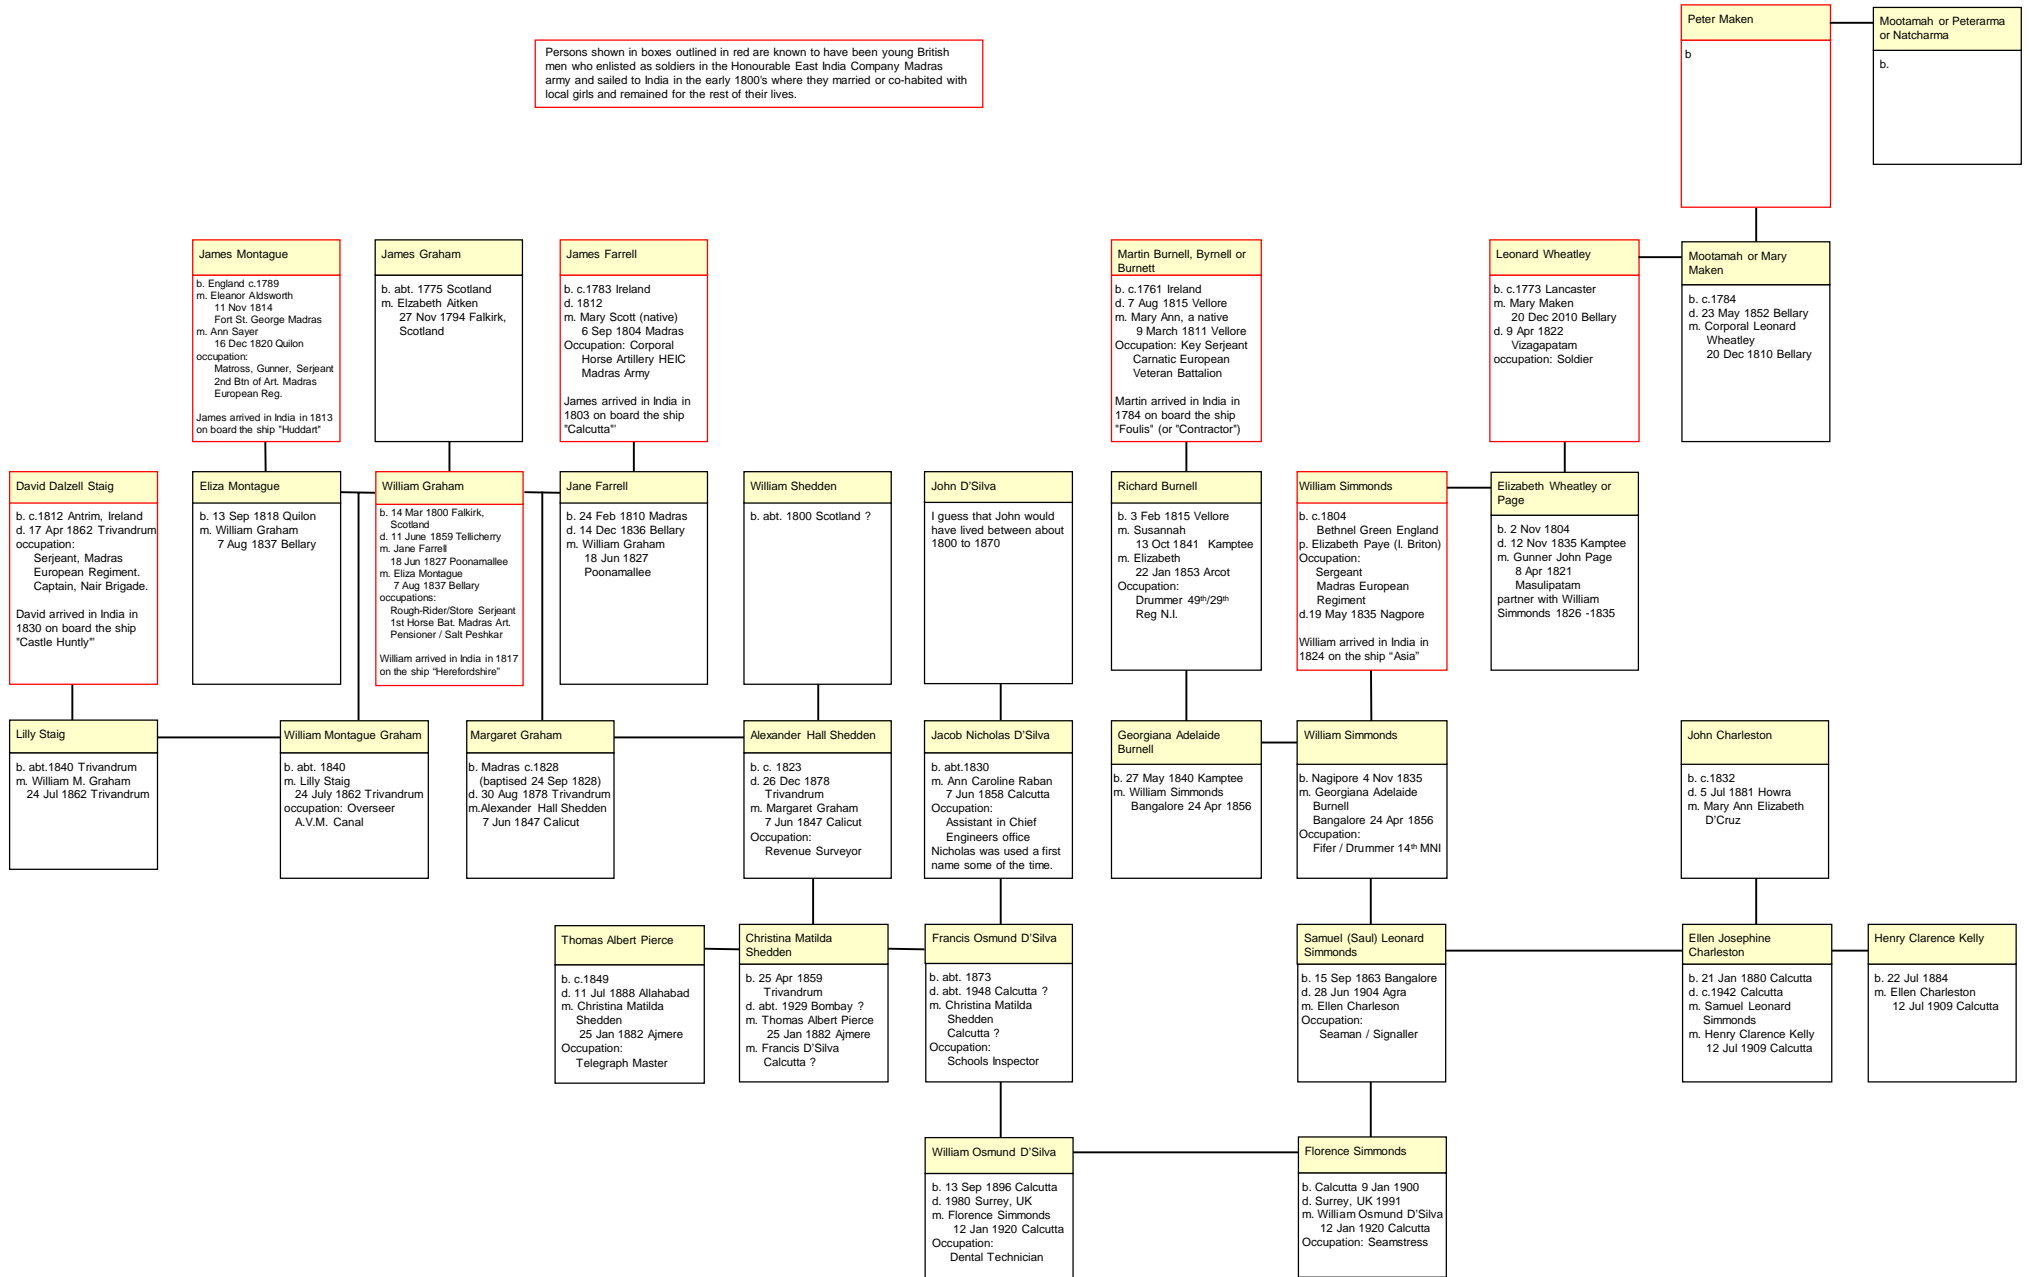 Peter Maken
b
Mootamah or Peterarma
or Natcharma
b.
Persons shown in boxes outlined in red are known to have been young British
men who enlisted as soldiers in the Honourable East India Company Madras
army and sailed to India in the early 1800's where they married or co-habited with
local girls and remained for the rest of their lives.
James Montague
b. England c.1789
m. Eleanor Aldsworth
11 Nov 1814
Fort St. George Madras
m. Ann Sayer
16 Dec 1820 Quilon
occupation:
Matross, Gunner, Serjeant
2nd Btn of Art. Madras
European Reg.
James arrived in India in 1813
on board the ship "Huddart"
James Graham
b. abt. 1775 Scotland
m. Elzabeth Aitken
27 Nov 1794 Falkirk,
Scotland
James Farrell
b. c.1783 Ireland
d. 1812
m. Mary Scott (native)
6 Sep 1804 Madras
Occupation: Corporal
Horse Artillery HEIC
Madras Army
James arrived in India in
1803 on board the ship
"Calcutta"'
Martin Burnell, Byrnell or
Burnett
b. c.1761 Ireland
d. 7 Aug 1815 Vellore
m. Mary Ann, a native
9 March 1811 Vellore
Occupation: Key Serjeant
Carnatic European
Veteran Battalion
Martin arrived in India in
1784 on board the ship
"Foulis" (or "Contractor")
Leonard Wheatley
b. c.1773 Lancaster
m. Mary Maken
20 Dec 2010 Bellary
d. 9 Apr 1822
Vizagapatam
occupation: Soldier
Mootamah or Mary
Maken
b. c.1784
d. 23 May 1852 Bellary
m. Corporal Leonard
Wheatley
20 Dec 1810 Bellary
David Dalzell Staig
b. c.1812 Antrim, Ireland
d. 17 Apr 1862 Trivandrum
occupation:
Serjeant, Madras
European Regiment.
Captain, Nair Brigade.
David arrived in India in
1830 on board the ship
"Castle Huntly"'
Eliza Montague
b. 13 Sep 1818 Quilon
m. William Graham
7 Aug 1837 Bellary
William Graham
b. 14 Mar 1800 Falkirk,
Scotland
d. 11 June 1859 Tellicherry
m. Jane Farrell
18 Jun 1827 Poonamallee
m. Eliza Montague
7 Aug 1837 Bellary
occupations:
Rough-Rider/Store Serjeant
1st Horse Bat. Madras Art.
Pensioner / Salt Peshkar
William arrived in India in 1817
on the ship "Herefordshire"
Jane Farrell
b. 24 Feb 1810 Madras
d. 14 Dec 1836 Bellary
m. William Graham
18 Jun 1827
Poonamallee
William Shedden
b. abt. 1800 Scotland ?
John D'Silva
I guess that John would
have lived between about
1800 to 1870
Richard Burnell
b. 3 Feb 1815 Vellore
m. Susannah
13 Oct 1841 Kamptee
m. Elizabeth
22 Jan 1853 Arcot
Occupation:
Drummer 49th/29th
Reg N.I.
William Simmonds
b. c.1804
Bethnel Green England
p. Elizabeth Paye (I. Briton)
Occupation:
Sergeant
Madras European
Regiment
d.19 May 1835 Nagpore
William arrived in India in
1824 on the ship "Asia"
Elizabeth Wheatley or
Page
b. 2 Nov 1804
d. 12 Nov 1835 Kamptee
m. Gunner John Page
8 Apr 1821
Masulipatam
partner with William
Simmonds 1826 -1835
Lilly Staig
b. abt.1840 Trivandrum
m. William M. Graham
24 Jul 1862 Trivandrum
William Montague Graham
b. abt. 1840
m. Lilly Staig
24 July 1862 Trivandrum
occupation: Overseer
A.V.M. Canal
Margaret Graham
b. Madras c.1828
(baptised 24 Sep 1828)
d. 30 Aug 1878 Trivandrum
m.Alexander Hall Shedden
7 Jun 1847 Calicut
Alexander Hall Shedden
b. c. 1823
d. 26 Dec 1878
Trivandrum
m. Margaret Graham
7 Jun 1847 Calicut
Occupation:
Revenue Surveyor
Jacob Nicholas D'Silva
b. abt.1830
m. Ann Caroline Raban
7 Jun 1858 Calcutta
Occupation:
Assistant in Chief
Engineers office
Nicholas was used a first
name some of the time.
Georgiana Adelaide
Burnell
b. 27 May 1840 Kamptee
m. William Simmonds
Bangalore 24 Apr 1856
William Simmonds
b. Nagipore 4 Nov 1835
m. Georgiana Adelaide
Burnell
Bangalore 24 Apr 1856
Occupation:
Fifer / Drummer 14th MNI
John Charleston
b. c.1832
d. 5 Jul 1881 Howra
m. Mary Ann Elizabeth
D'Cruz
Thomas Albert Pierce
b. c.1849
d. 11 Jul 1888 Allahabad
m. Christina Matilda
Shedden
25 Jan 1882 Ajmere
Occupation:
Telegraph Master
Christina Matilda
Shedden
b. 25 Apr 1859
Trivandrum
d. abt. 1929 Bombay ?
m. Thomas Albert Pierce
25 Jan 1882 Ajmere
m. Francis D'Silva
Calcutta ?
Francis Osmund D'Silva
b. abt. 1873
d. abt. 1948 Calcutta ?
m. Christina Matilda
Shedden
Calcutta ?
Occupation:
Schools Inspector
Samuel (Saul) Leonard
Simmonds
b. 15 Sep 1863 Bangalore
d. 28 Jun 1904 Agra
m. Ellen Charleson
Occupation:
Seaman / Signaller
Ellen Josephine
Charleston
b. 21 Jan 1880 Calcutta
d. c.1942 Calcutta
m. Samuel Leonard
Simmonds
m. Henry Clarence Kelly
12 Jul 1909 Calcutta
Henry Clarence Kelly
b. 22 Jul 1884
m. Ellen Charleston
12 Jul 1909 Calcutta
William Osmund D'Silva
b. 13 Sep 1896 Calcutta
d. 1980 Surrey, UK
m. Florence Simmonds
12 Jan 1920 Calcutta
Occupation:
Dental Technician
Florence Simmonds
b. Calcutta 9 Jan 1900
d. Surrey, UK 1991
m. William Osmund D'Silva
12 Jan 1920 Calcutta
Occupation: Seamstress